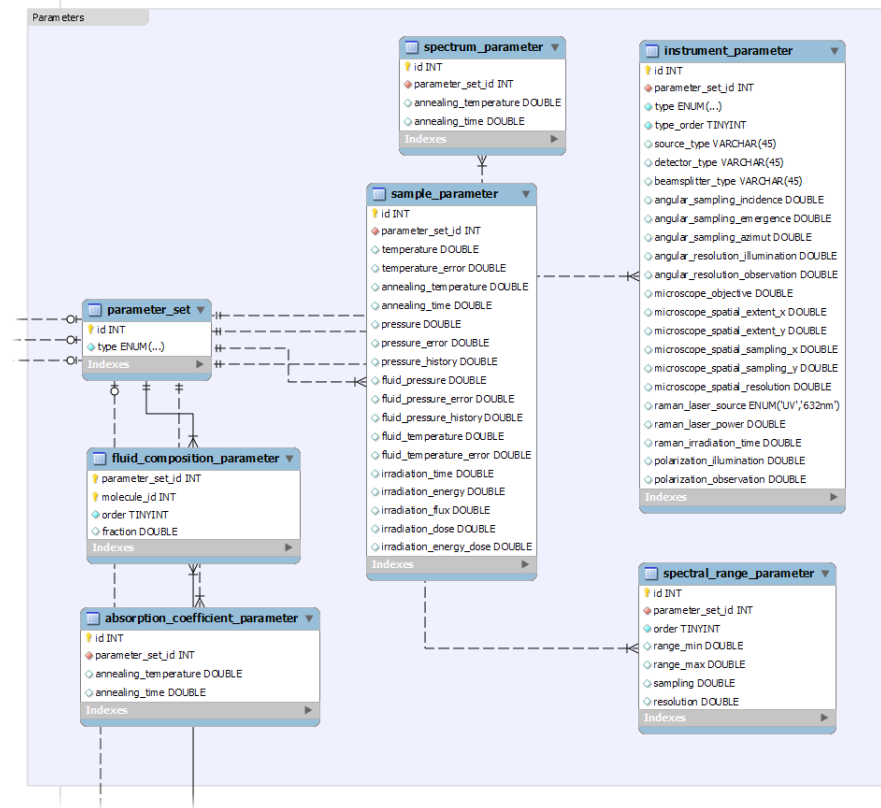 Parameters
spectrum_parameter
id INT
parameter_set_id INT
annealing_temperature DOUBLE
annealing_time DOUBLE
Indexes
instrument_parameter
id INT
parameter_set_id INT
type ENUM(...)
type_order TINYINT
source_type VARCHAR(45)
detector_type VARCHAR(45)
beamsplitter_type VARCHAR(45)
angular_sampling_incidence DOUBLE
angular_sampling_emergence DOUBLE
angular_sampling_azimut DOUBLE
angular_resolution_illumination DOUBLE
angular_resolution_observation DOUBLE
microscope_objective DOUBLE
microscope_spatial_extent_x DOUBLE
microscope_spatial_extent_y DOUBLE
microscope_spatial_sampling_x DOUBLE
microscope_spatial_sampling_y DOUBLE
microscope_spatial_resolution DOUBLE
raman_laser_source ENUM('UV','632nm')
raman_laser_power DOUBLE
raman_irradiation_time DOUBLE
polarization_illumination DOUBLE
polarization_observation DOUBLE
Indexes
sample_parameter
id INT
parameter_set_id INT
temperature DOUBLE
temperature_error DOUBLE
annealing_temperature DOUBLE
annealing_time DOUBLE
pressure DOUBLE
pressure_error DOUBLE
pressure_history DOUBLE
fluid_pressure DOUBLE
fluid_pressure_error DOUBLE
fluid_pressure_history DOUBLE
fluid_temperature DOUBLE
fluid_temperature_error DOUBLE
irradiation_time DOUBLE
irradiation_energy DOUBLE
irradiation_flux DOUBLE
irradiation_dose DOUBLE
irradiation_energy_dose DOUBLE
Indexes
parameter_set
id INT
type ENUM(...)
Indexes
fluid_composition_parameter
parameter_set_id INT
molecule_id INT
order TINYINT
fraction DOUBLE
Indexes
absorption_coefficient_parameter
id INT
parameter_set_id INT
annealing_temperature DOUBLE
annealing_time DOUBLE
Indexes
spectral_range_parameter
id INT
parameter_set_id INT
order TINYINT
range_min DOUBLE
range_max DOUBLE
sampling DOUBLE
resolution DOUBLE
Indexes